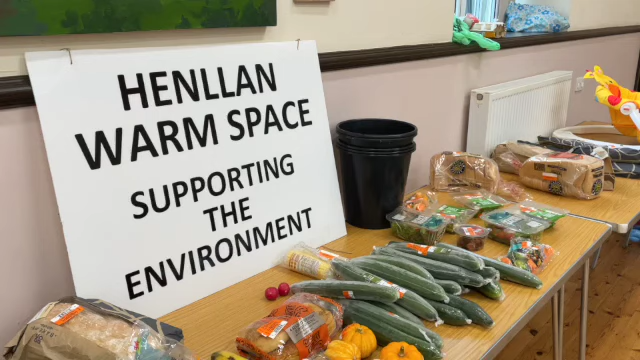 HENLLAN
WARM SPACE
SUPPORTING
THE
ENVIRONMENT